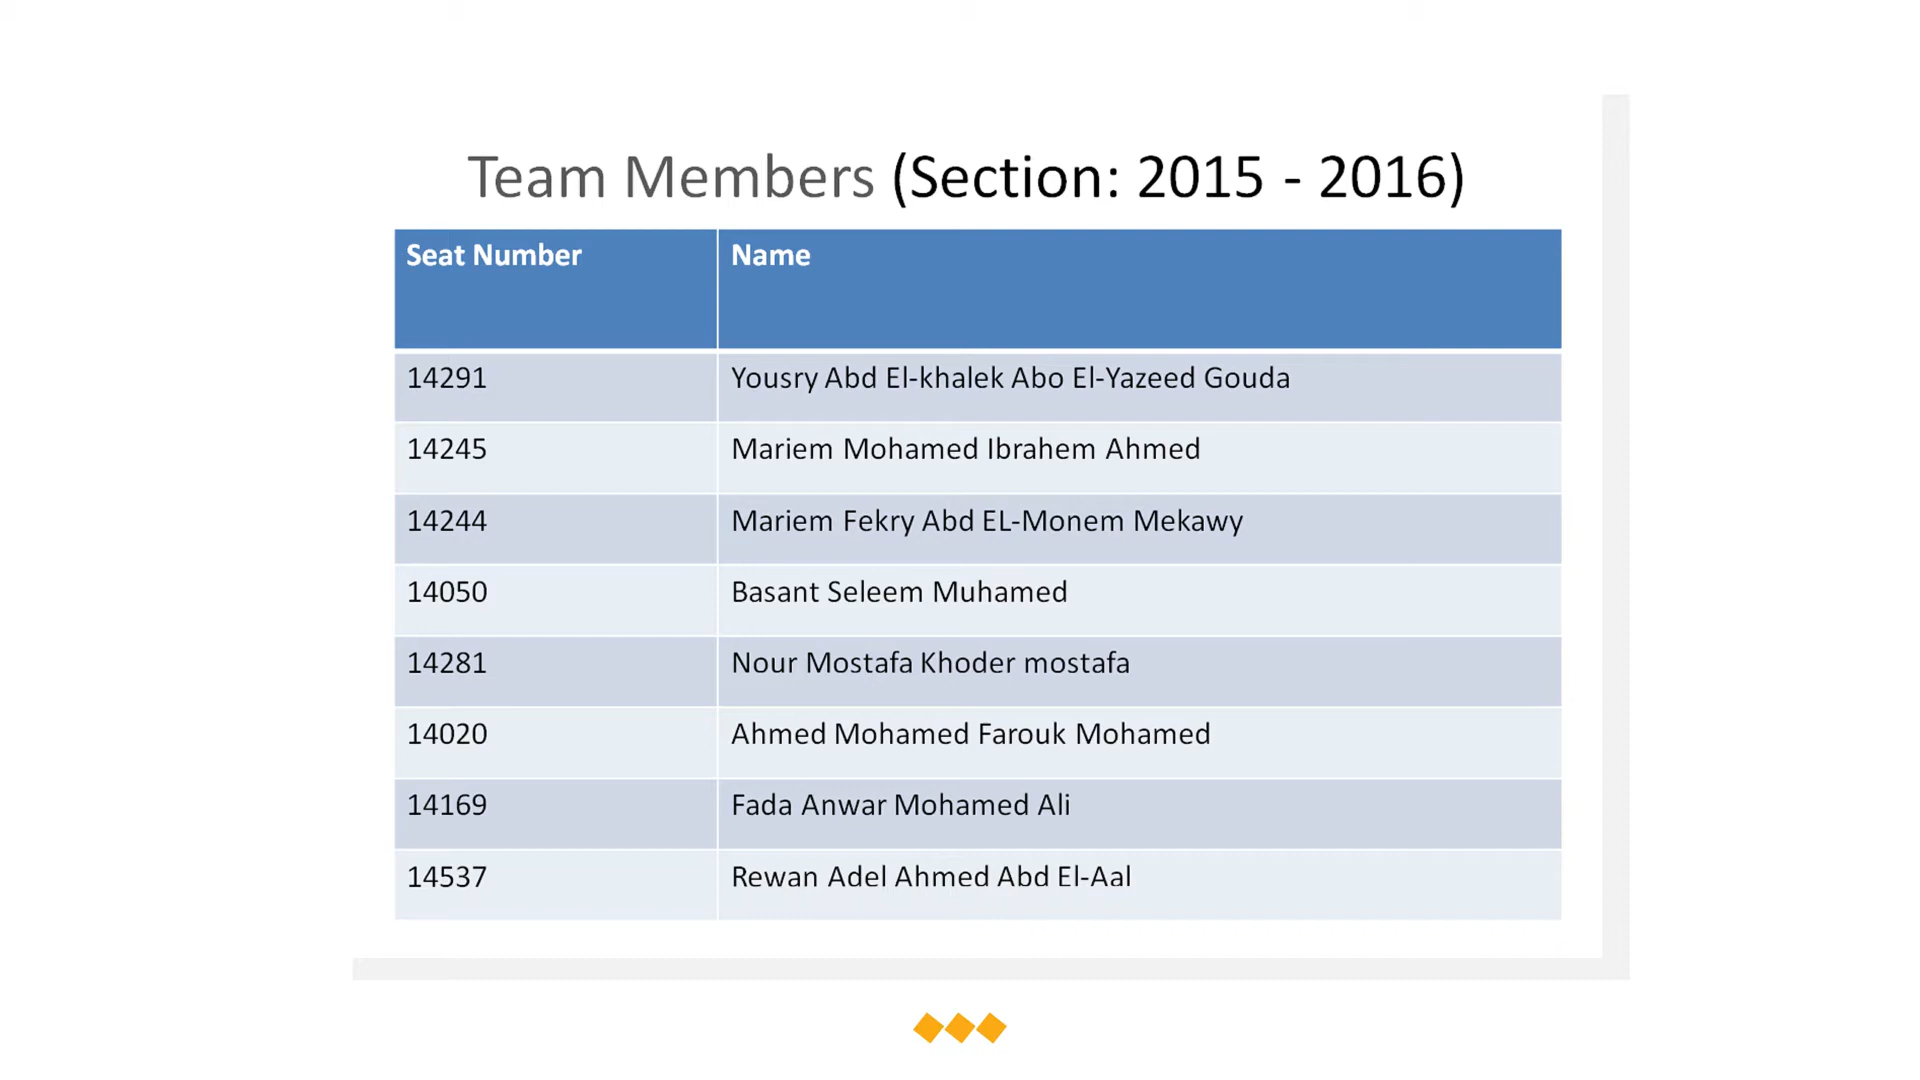 Team Members (Section: 2015 - 2016)
Seat Number Name
14291 Yousry Abd El-khalek Abo El-Yazeed Gouda
14245 Mariem Mohamed Ibrahem Ahmed
14244 Mariem Fekry Abd EL-Monem Mekawy
14050 Basant Seleem Muhamed
14281 Nour Mostafa Khoder mostafa
14020 Ahmed Mohamed Farouk Mohamed
14169 Fada Anwar Mohamed Ali
14537 Rewan Adel Ahmed Abd El-Aal